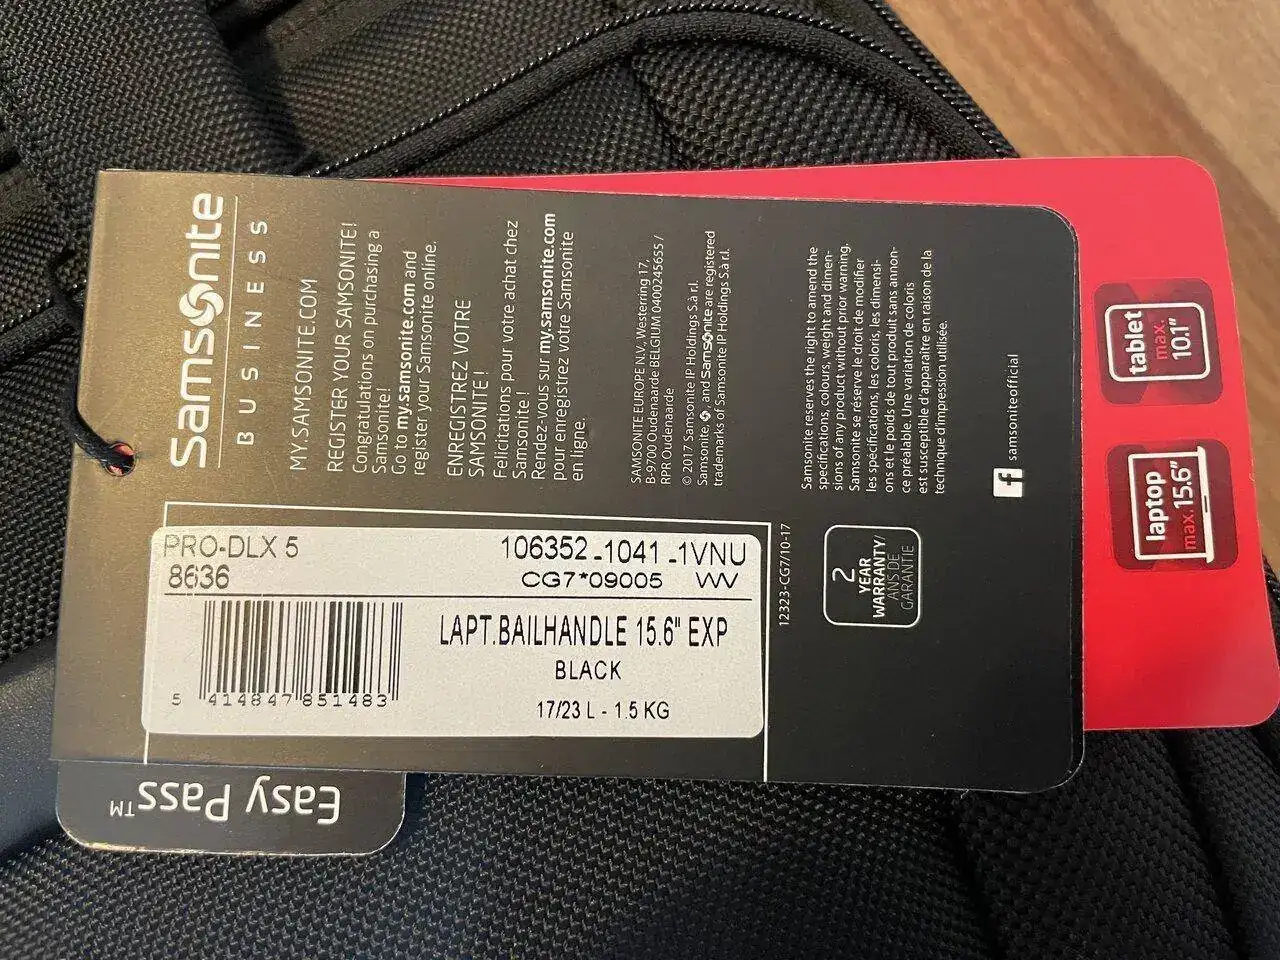 Samsonite
BUSINESS
MY.SAMSONITE.COM
REGISTER YOUR SAMSONITE!
Congratulations on purchasing a
Samsonite!
Go to my.samsonite.com and
register your Samsonite online.
ENREGISTREZ VOTRE
SAMSONITE !
Felicitations pour votre achat chez
Samsonite !
Rendez-vous sur my.samsonite.com
pour enregistrez votre Samsonite
en ligne.
SAMSONITE EUROPE N.V., Westerring 17,
B-9700 Oudenaarde BELGIUM 0400245655 /
RPR Oudenaarde
© 2017 Samsonite IP Holdings S.à r.l.
Samsonite, and Samsonite are registered
trademarks of Samsonite IP Holdings S.à r.l.
Samsonite reserves the right to amend the
specifications, colours, weight and dimen-
sions of any product without prior warning.
Samsonite se réserve le droit de modifier
les spécifications, les coloris, les dimensi-
ons et le poids de tout produit sans annon-
ce préalable. Une variation de coloris
est susceptible d'apparaître en raison de la
technique d'impression utilisée.
f samsoniteofficial
PRO-DLX 5 106352-1041-1VNU
8636 CG7*09005 WV
LAPT.BAILHANDLE 15.6" EXP
BLACK
17/23 L - 1.5 KG
5 414847 851483
12323-CG7/10-17
2
YEAR
WARRANTY/
ANS DE
GARANTIE
tablet
max.
10.1"
laptop
max.15.6"
Easy Pass™